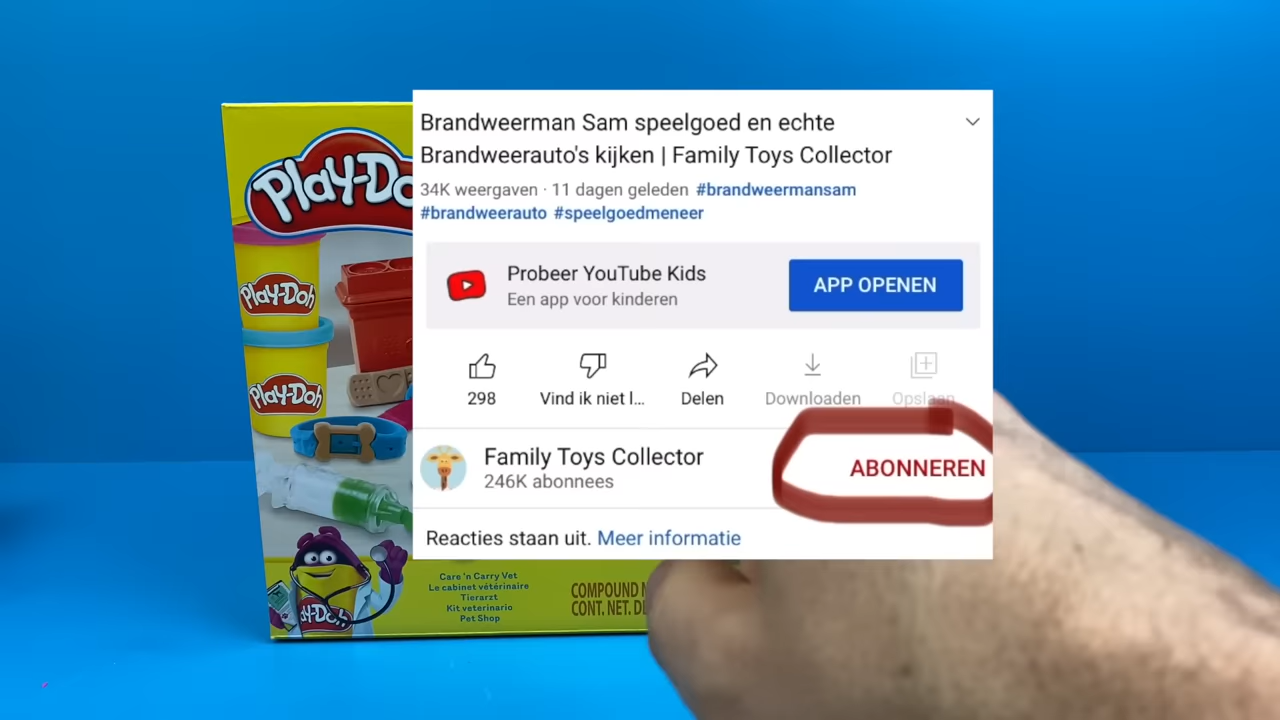 Brandweerman Sam speelgoed en echte
Brandweerauto's kijken | Family Toys Collector
34K weergaven · 11 dagen geleden #brandweermansam
#brandweerauto #speelgoedmeneer
Probeer YouTube Kids
Een app voor kinderen
APP OPENEN
298
Vind ik niet l...
Delen
Downloaden
Opslaan
Family Toys Collector
246K abonnees
ABONNEREN
Reacties staan uit. Meer informatie
PLAY-DO
PLAY-DOH
PLAY-DOH
AY-DOH
Care 'n Carry Vet
Le cabinet vétérinaire
Tierarzt
Kit veterinario
Pet Shop
COMPOUND
CONT. NET.